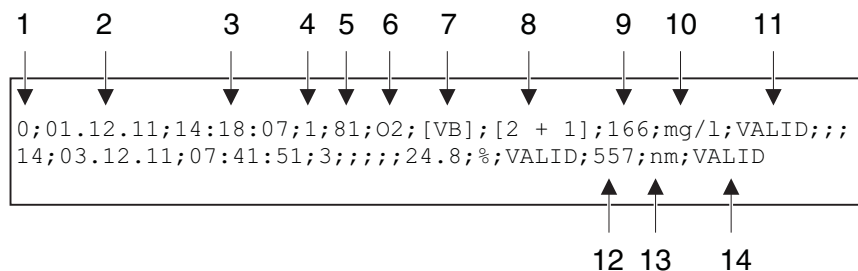 1 2 3 4 5 6 7 8 9 10 11
0;01.12.11;14:18:07;1;81;O2;[VB];[2 + 1];166;mg/l;VALID;;;
14;03.12.11;07:41:51;3;;;;;24.8;%;VALID;557;nm;VALID
12 13 14